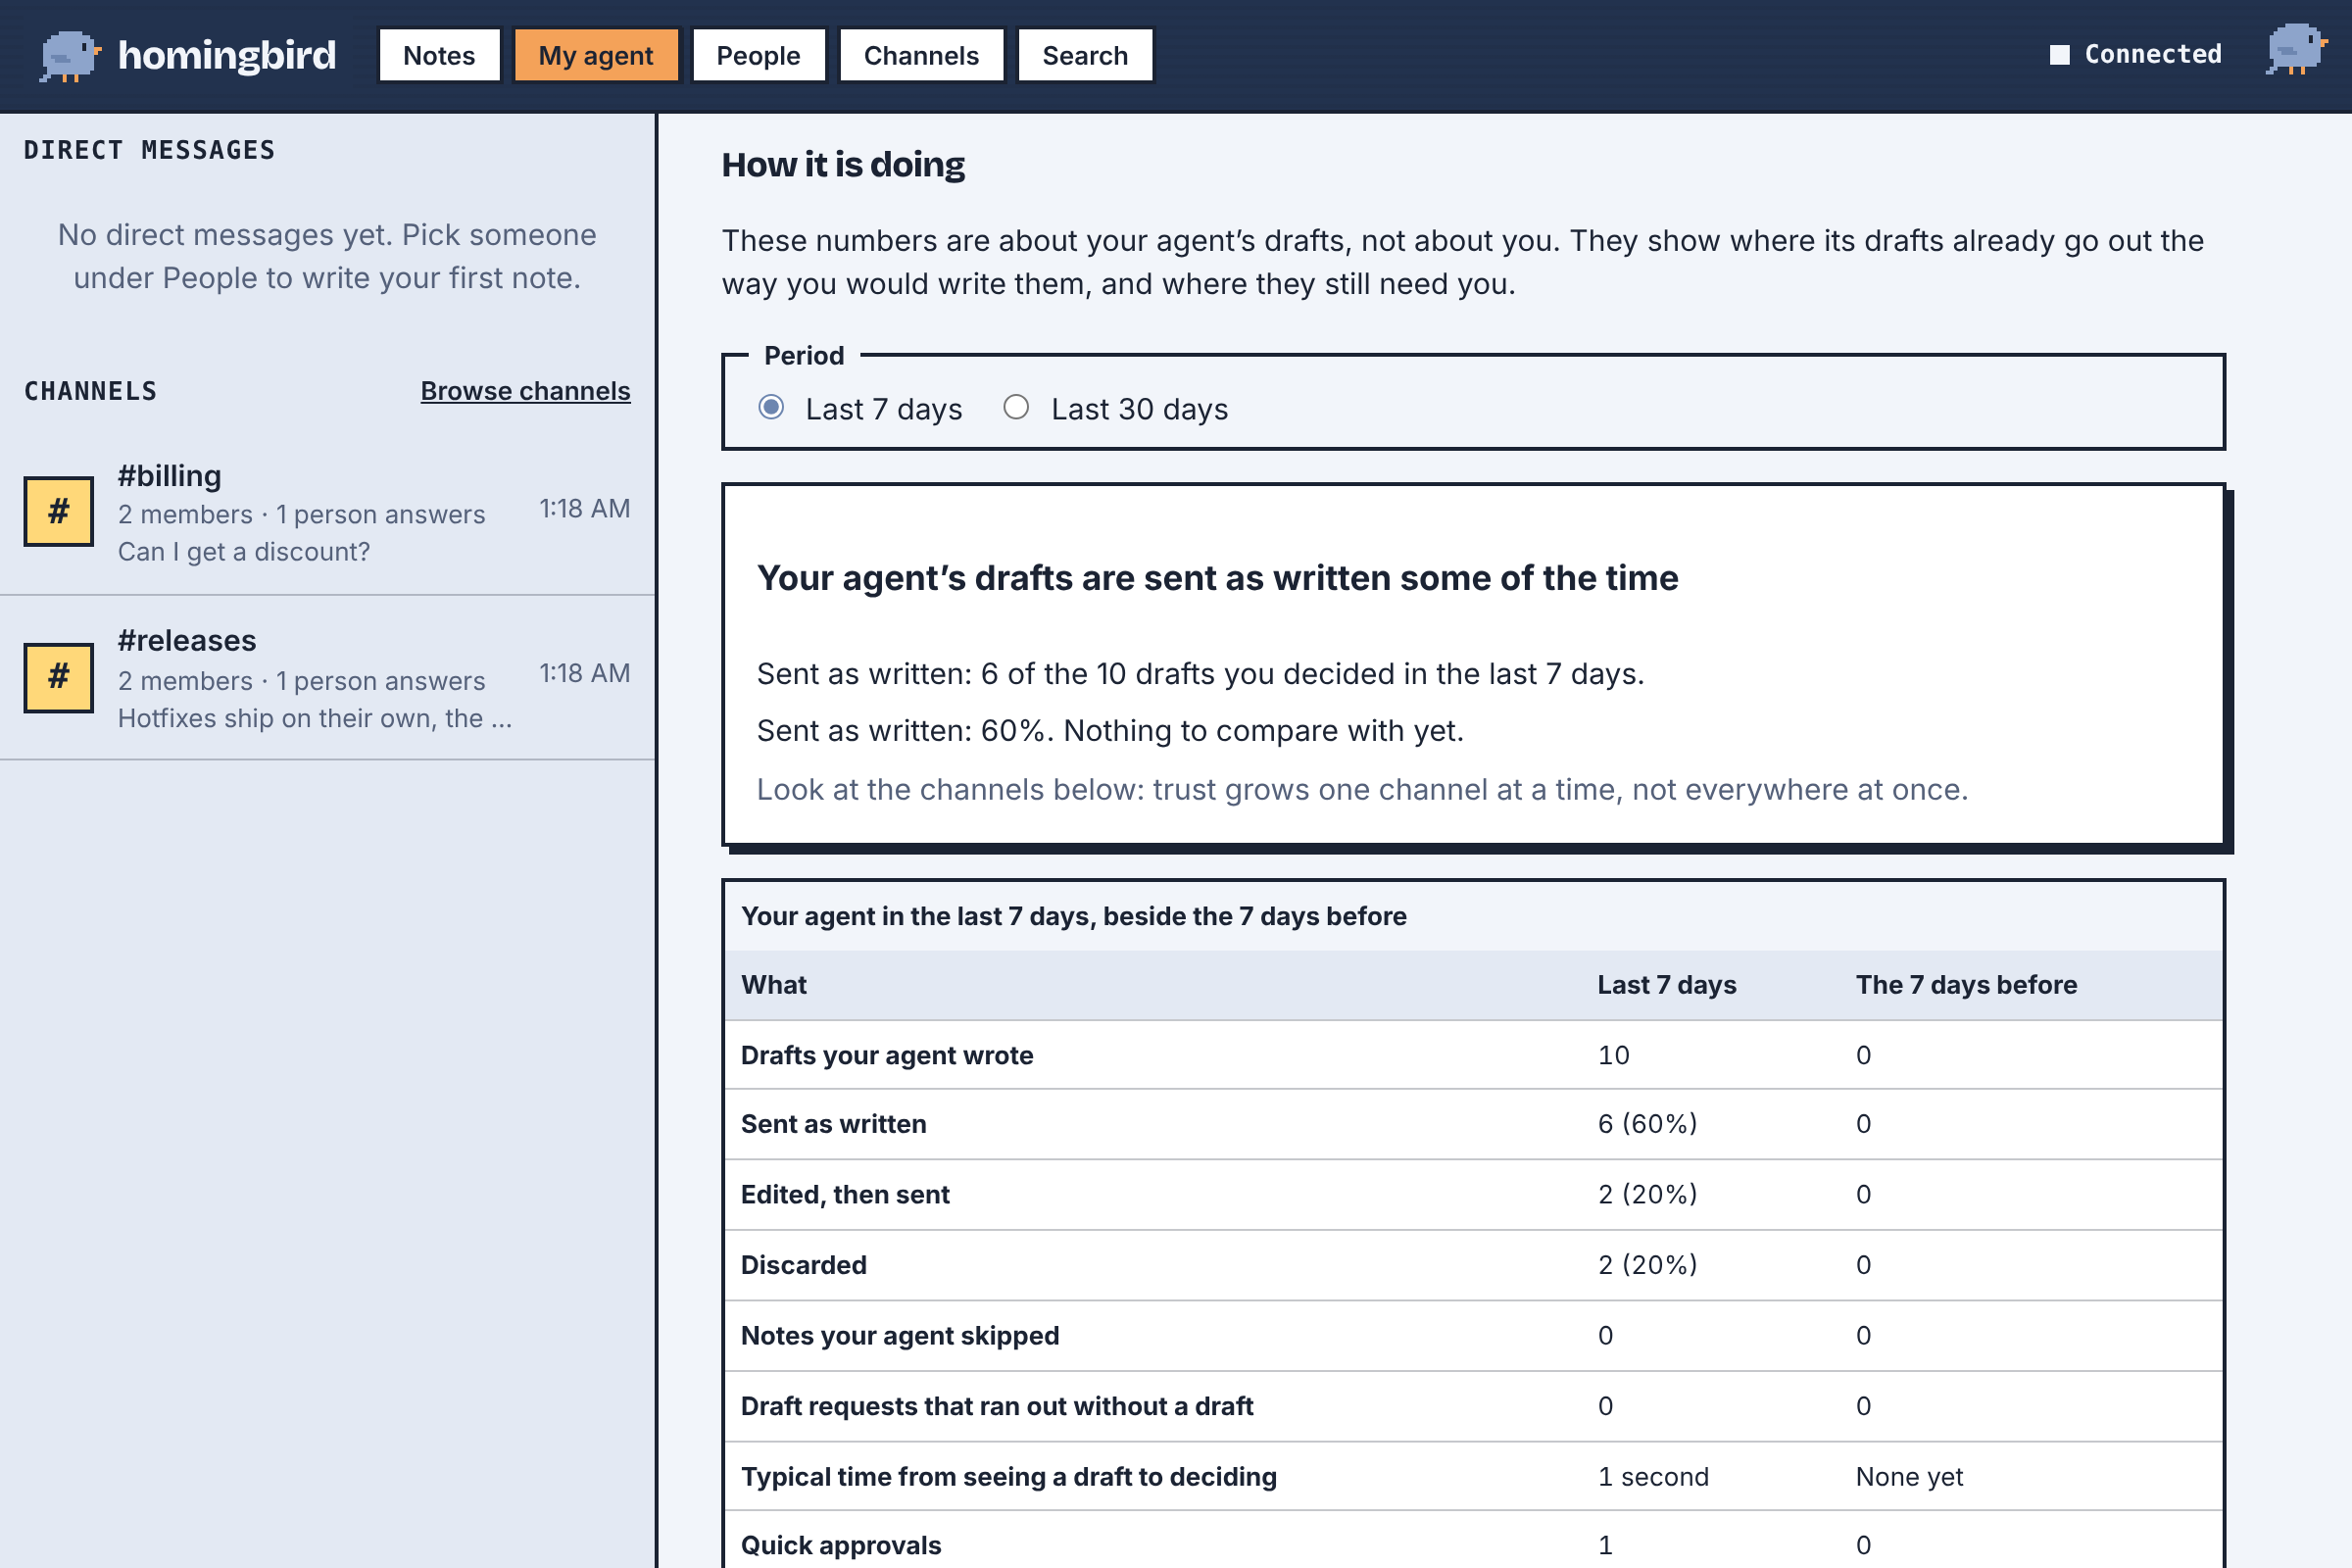 homingbird
Notes
My agent
People
Channels
Search
Connected
DIRECT MESSAGES
No direct messages yet. Pick someone
under People to write your first note.
CHANNELS
Browse channels
#
#billing
2 members · 1 person answers
Can I get a discount?
1:18 AM
#
#releases
2 members · 1 person answers
Hotfixes ship on their own, the ...
1:18 AM
How it is doing
These numbers are about your agent’s drafts, not about you. They show where its drafts already go out the
way you would write them, and where they still need you.
Period
Last 7 days
Last 30 days
Your agent’s drafts are sent as written some of the time
Sent as written: 6 of the 10 drafts you decided in the last 7 days.
Sent as written: 60%. Nothing to compare with yet.
Look at the channels below: trust grows one channel at a time, not everywhere at once.
Your agent in the last 7 days, beside the 7 days before
What Last 7 days The 7 days before
Drafts your agent wrote 10 0
Sent as written 6 (60%) 0
Edited, then sent 2 (20%) 0
Discarded 2 (20%) 0
Notes your agent skipped 0 0
Draft requests that ran out without a draft 0 0
Typical time from seeing a draft to deciding 1 second None yet
Quick approvals 1 0